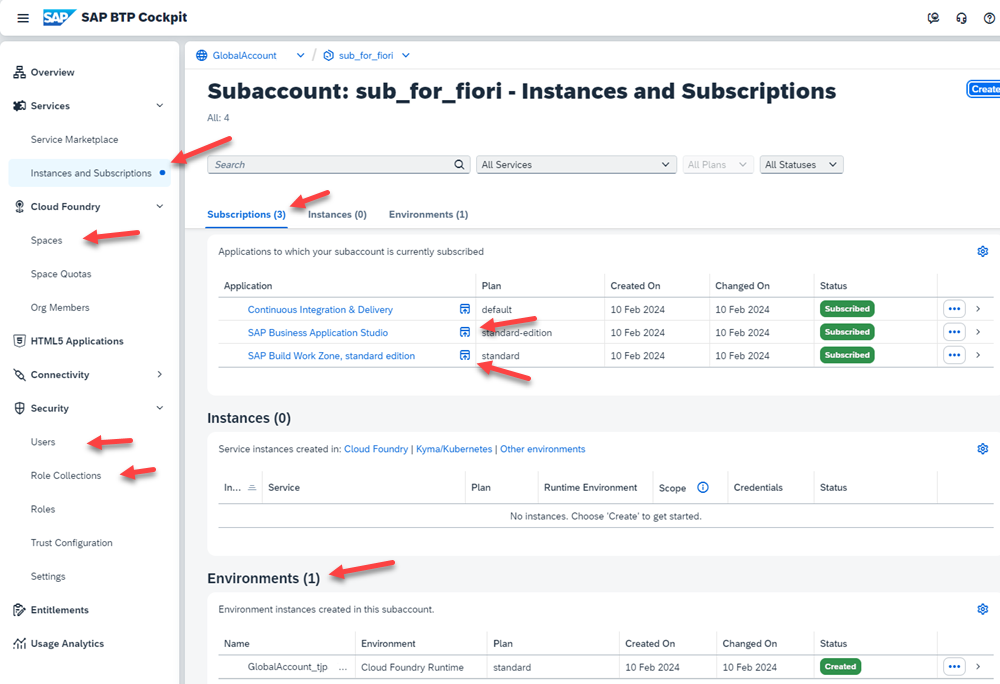 SAP SAP BTP Cockpit
Overview
Services
Service Marketplace
Instances and Subscriptions
Cloud Foundry
Spaces
Space Quotas
Org Members
HTML5 Applications
Connectivity
Security
Users
Role Collections
Roles
Trust Configuration
Settings
Entitlements
Usage Analytics
GlobalAccount / sub_for_fiori
Subaccount: sub_for_fiori - Instances and Subscriptions
Create
All: 4
Search All Services All Plans All Statuses
Subscriptions (3) Instances (0) Environments (1)
Applications to which your subaccount is currently subscribed
Application Plan Created On Changed On Status
Continuous Integration & Delivery default 10 Feb 2024 10 Feb 2024 Subscribed
SAP Business Application Studio standard-edition 10 Feb 2024 10 Feb 2024 Subscribed
SAP Build Work Zone, standard edition standard 10 Feb 2024 10 Feb 2024 Subscribed
Instances (0)
Service instances created in: Cloud Foundry | Kyma/Kubernetes | Other environments
In... Service Plan Runtime Environment Scope Credentials Status
No instances. Choose 'Create' to get started.
Environments (1)
Environment instances created in this subaccount.
Name Environment Plan Created On Changed On Status
GlobalAccount_tjp ... Cloud Foundry Runtime standard 10 Feb 2024 10 Feb 2024 Created